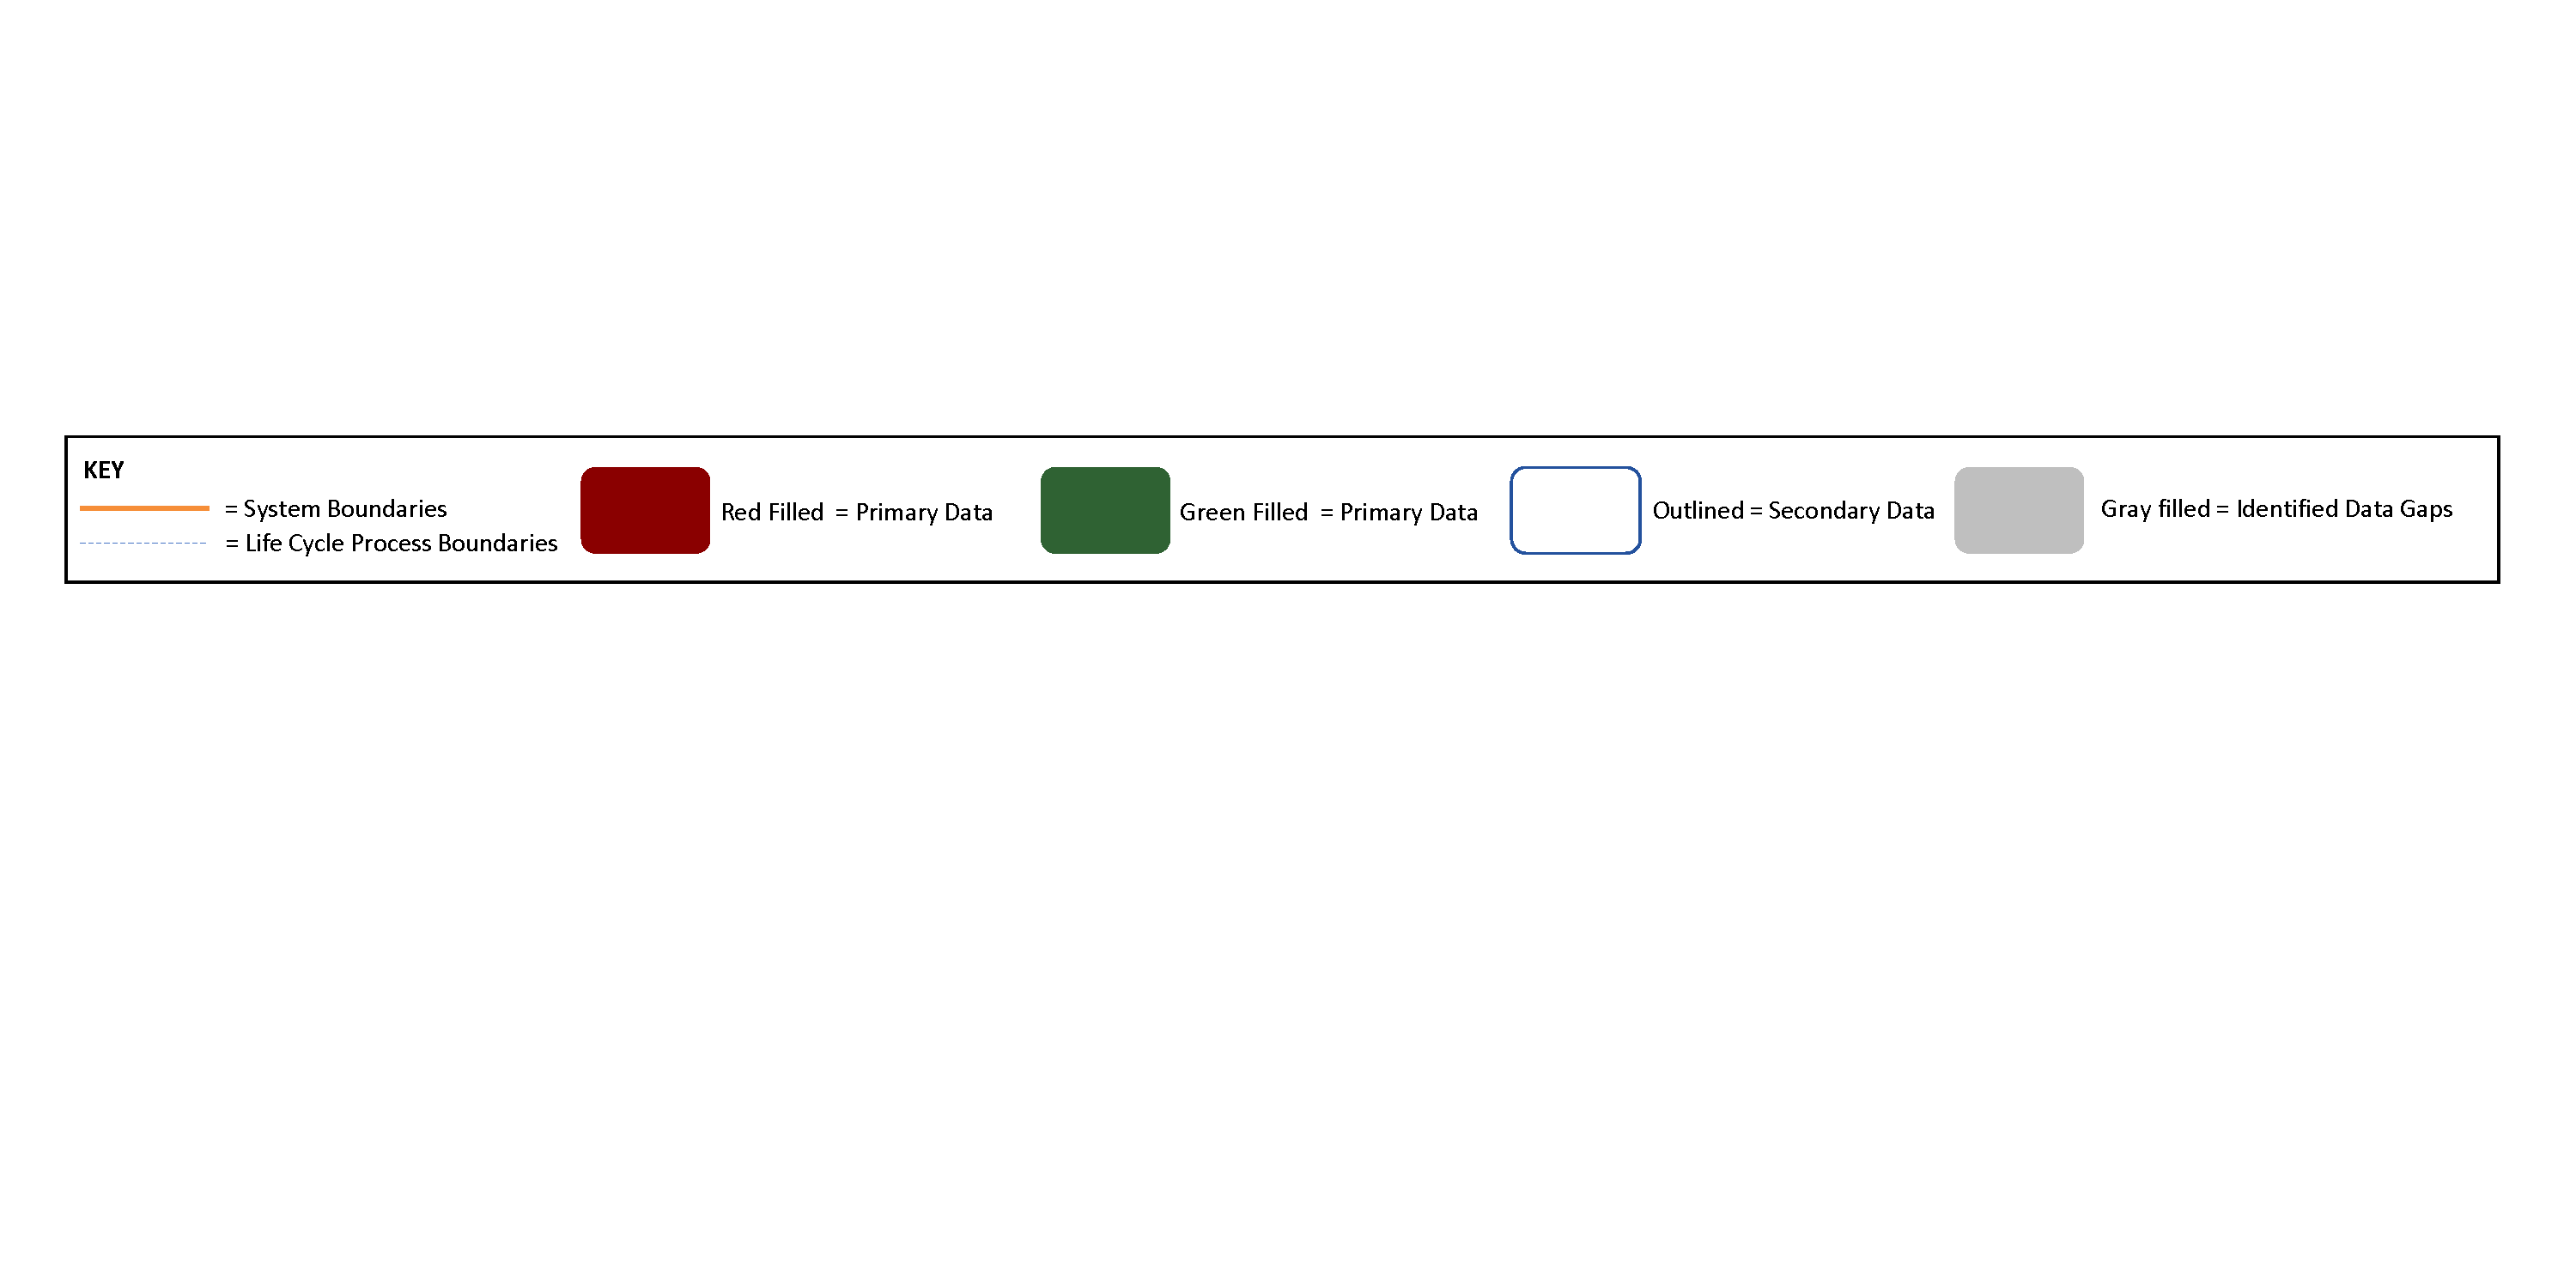 KEY
= System Boundaries
= Life Cycle Process Boundaries
Red Filled = Primary Data
Green Filled = Primary Data
Outlined = Secondary Data
Gray filled = Identified Data Gaps